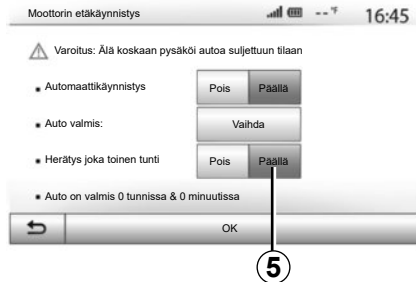 Moottorin etäkäynnistys -- °F 16:45
Varoitus: Älä koskaan pysäköi autoa suljettuun tilaan
Automaattikäynnistys Pois Päällä
Auto valmis: Vaihda
Herätys joka toinen tunti Pois Päällä
Auto on valmis 0 tunnissa & 0 minuutissa
OK
5